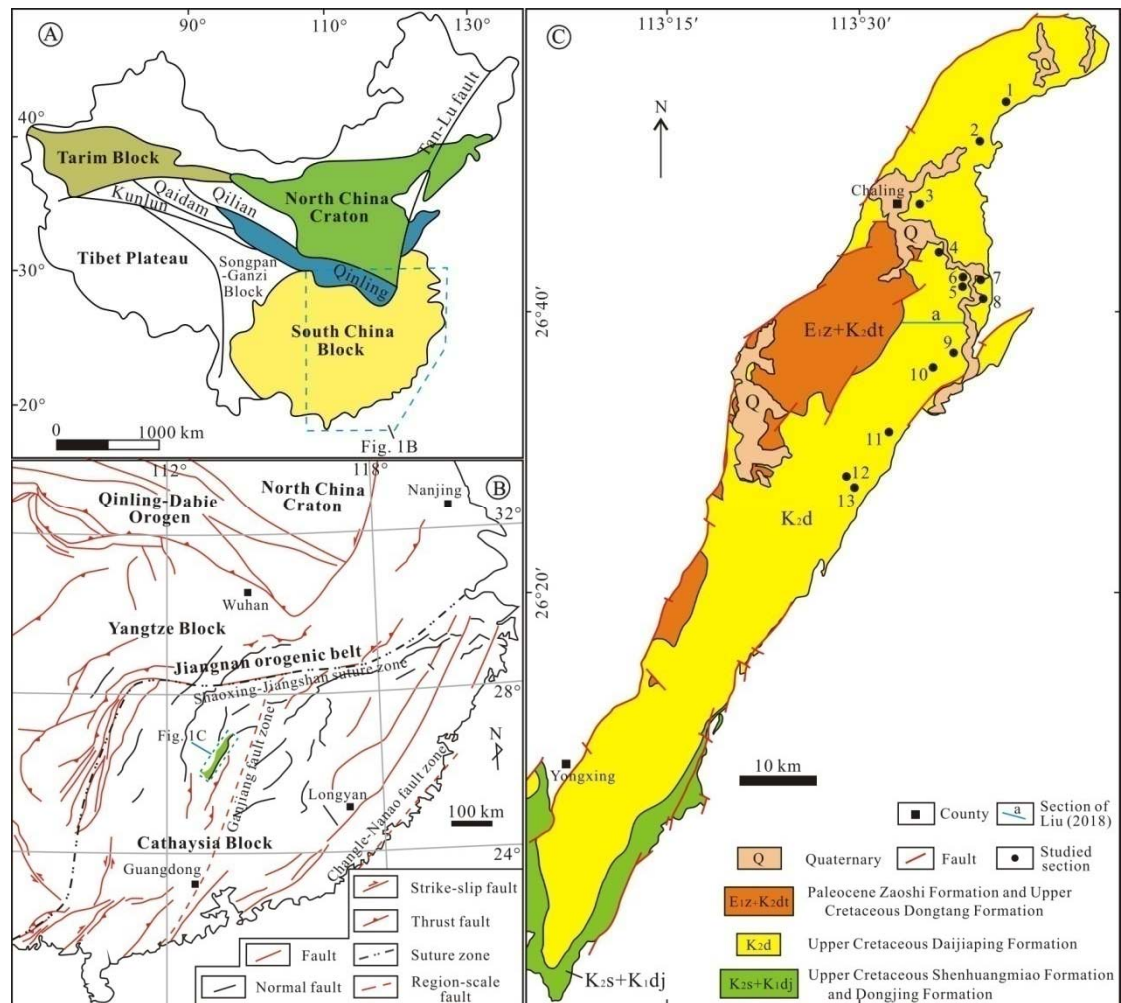 A
90°
110°
130°
40°
30°
20°
Tan-Lu fault
Tarim Block
Kunlun
Qaidam
Qilian
North China
Craton
Tibet Plateau
Songpan
-Ganzi
Block
Qinling
South China
Block
0
1000 km
Fig. 1B
B
112°
118°
32°
28°
24°
Qinling-Dabie
Orogen
North China
Craton
Nanjing
Wuhan
Yangtze Block
Jiangnan orogenic belt
Shaoxing-Jiangshan suture zone
Fig. 1C
Ganjiang fault zone
N
Longyan
100 km
Changle-Nanao fault zone
Cathaysia Block
Guangdong
Strike-slip fault
Thrust fault
Fault
Suture zone
Normal fault
Region-scale
fault
C
113°15′
113°30′
N
26°40′
26°20′
1
2
Chaling
3
Q
4
6
7
5
8
a
E₁z+K₂dt
9
10
Q
11
12
13
K₂d
Yongxing
10 km
K₂s+K₁dj
County
a
Section of
Liu (2018)
Q
Quaternary
Fault
Studied
section
E₁z+K₂dt
Paleocene Zaoshi Formation and Upper
Cretaceous Dongtang Formation
K₂d
Upper Cretaceous Daijiaping Formation
K₂s+K₁dj
Upper Cretaceous Shenhuangmiao Formation
and Dongjing Formation